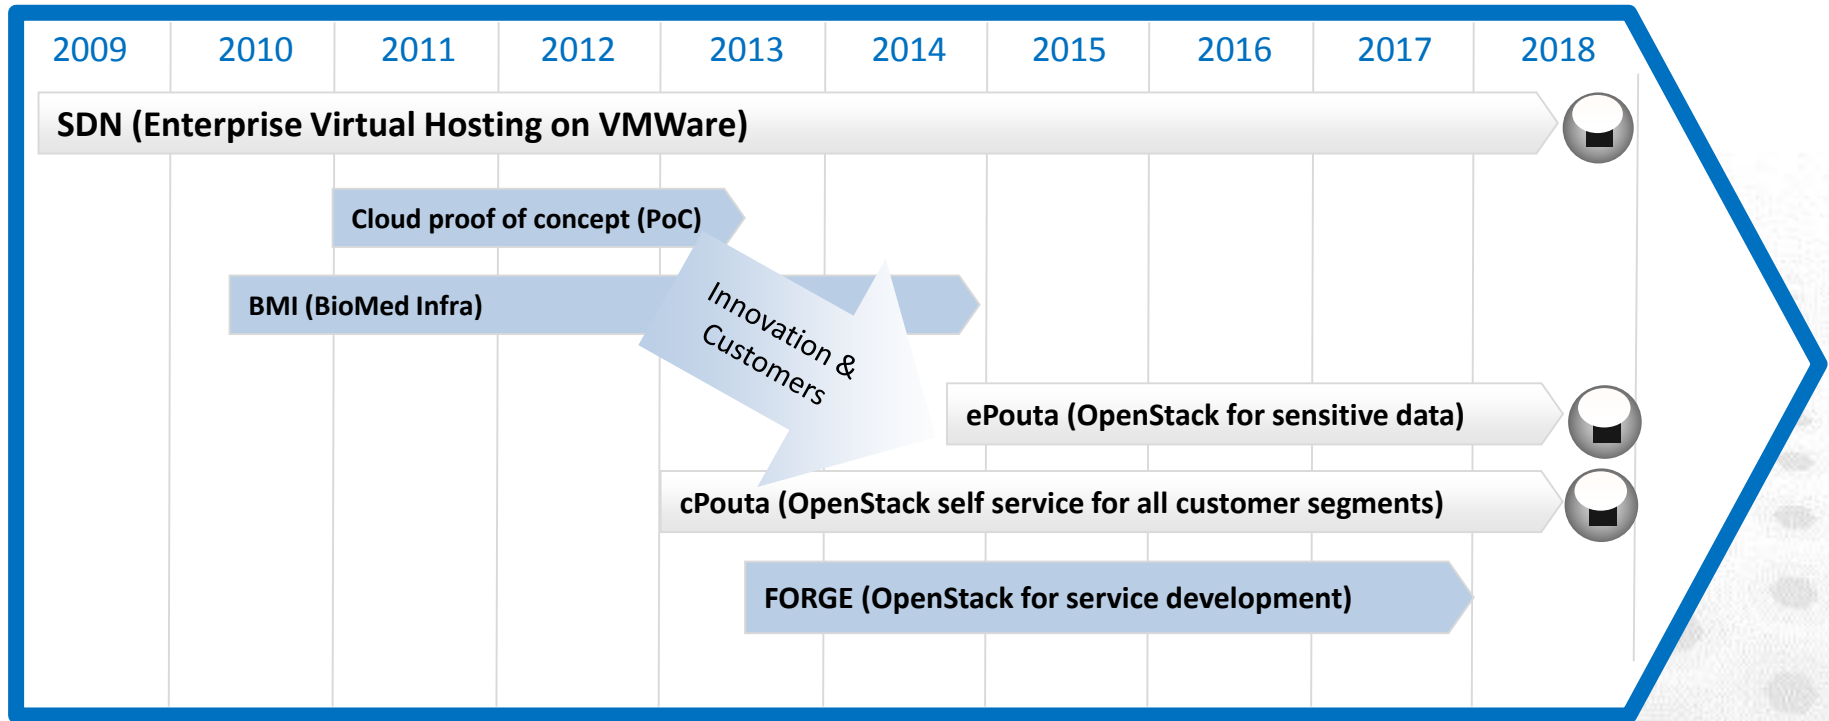 2009 2010 2011 2012 2013 2014 2015 2016 2017 2018
SDN (Enterprise Virtual Hosting on VMWare)
Cloud proof of concept (PoC)
BMI (BioMed Infra)
Innovation &
Customers
ePouta (OpenStack for sensitive data)
cPouta (OpenStack self service for all customer segments)
FORGE (OpenStack for service development)